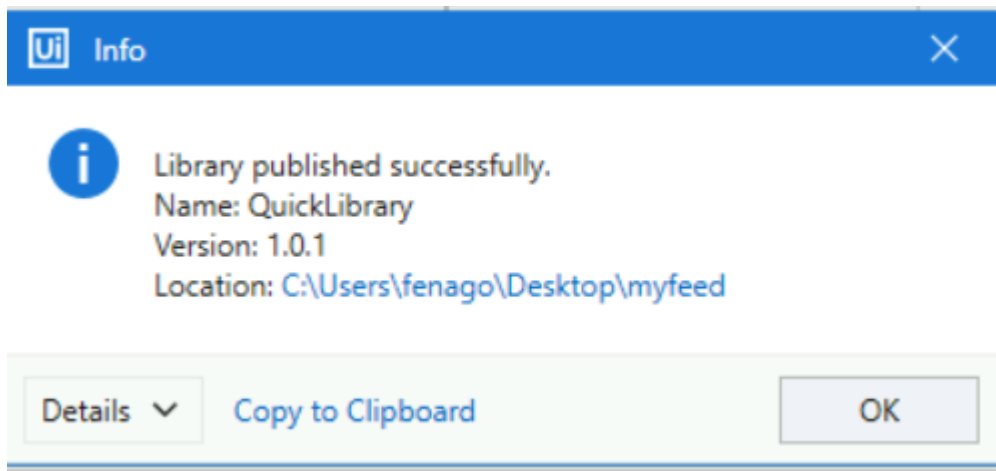 Ui Info
Library published successfully.
Name: QuickLibrary
Version: 1.0.1
Location: C:\Users\fenago\Desktop\myfeed
Details Copy to Clipboard OK